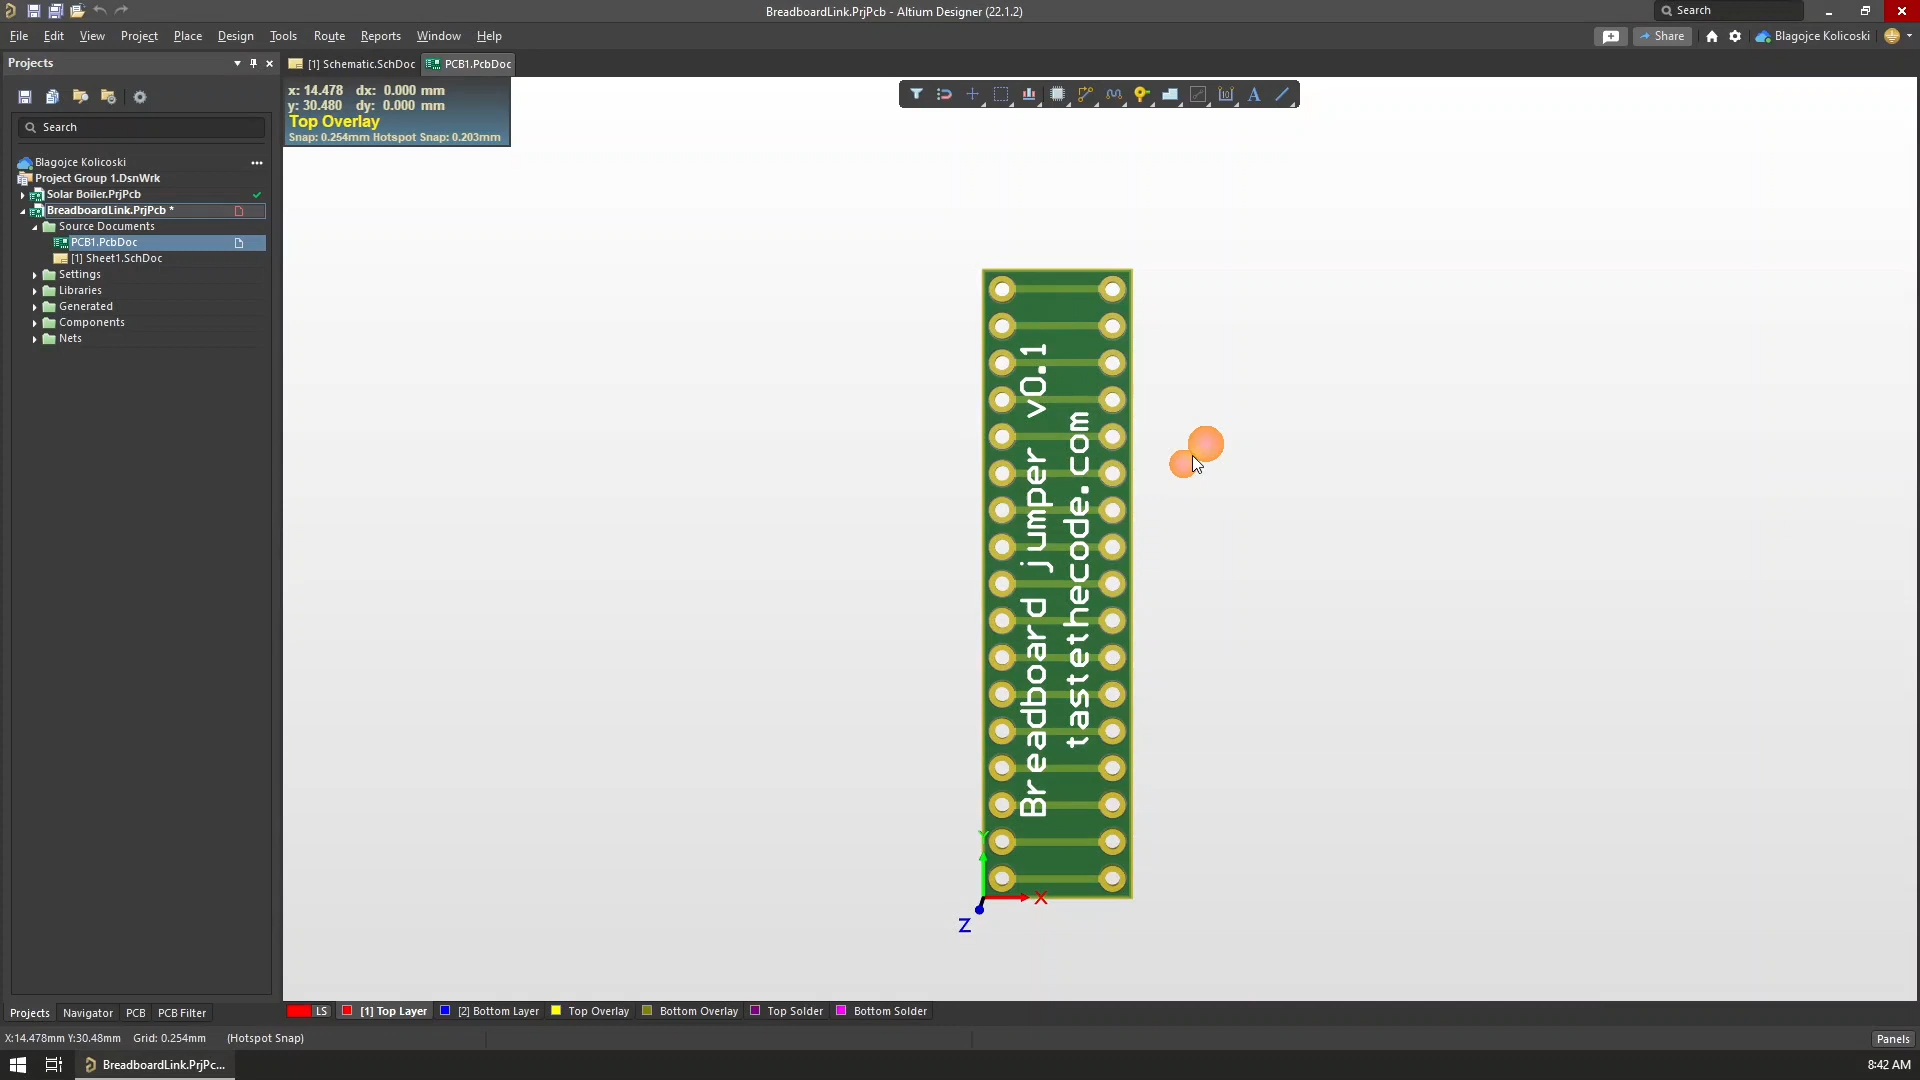 BreadboardLink.PrjPcb - Altium Designer (22.1.2)
Search
File Edit View Project Place Design Tools Route Reports Window Help
Share
Blagojce Kolicoski
Projects
[1] Schematic.SchDoc
PCB1.PcbDoc
x: 14.478 dx: 0.000 mm
y: 30.480 dy: 0.000 mm
Top Overlay
Snap: 0.254mm Hotspot Snap: 0.203mm
Search
Blagojce Kolicoski
Project Group 1.DsnWrk
Solar Boiler.PrjPcb
BreadboardLink.PrjPcb *
Source Documents
PCB1.PcbDoc
[1] Sheet1.SchDoc
Settings
Libraries
Generated
Components
Nets
Breadboard jumper v0.1
tastethecode.com
Y
X
Z
Projects Navigator PCB PCB Filter
LS [1] Top Layer [2] Bottom Layer Top Overlay Bottom Overlay Top Solder Bottom Solder
X:14.478mm Y:30.48mm Grid: 0.254mm (Hotspot Snap)
Panels
BreadboardLink.PrjPc...
8:42 AM